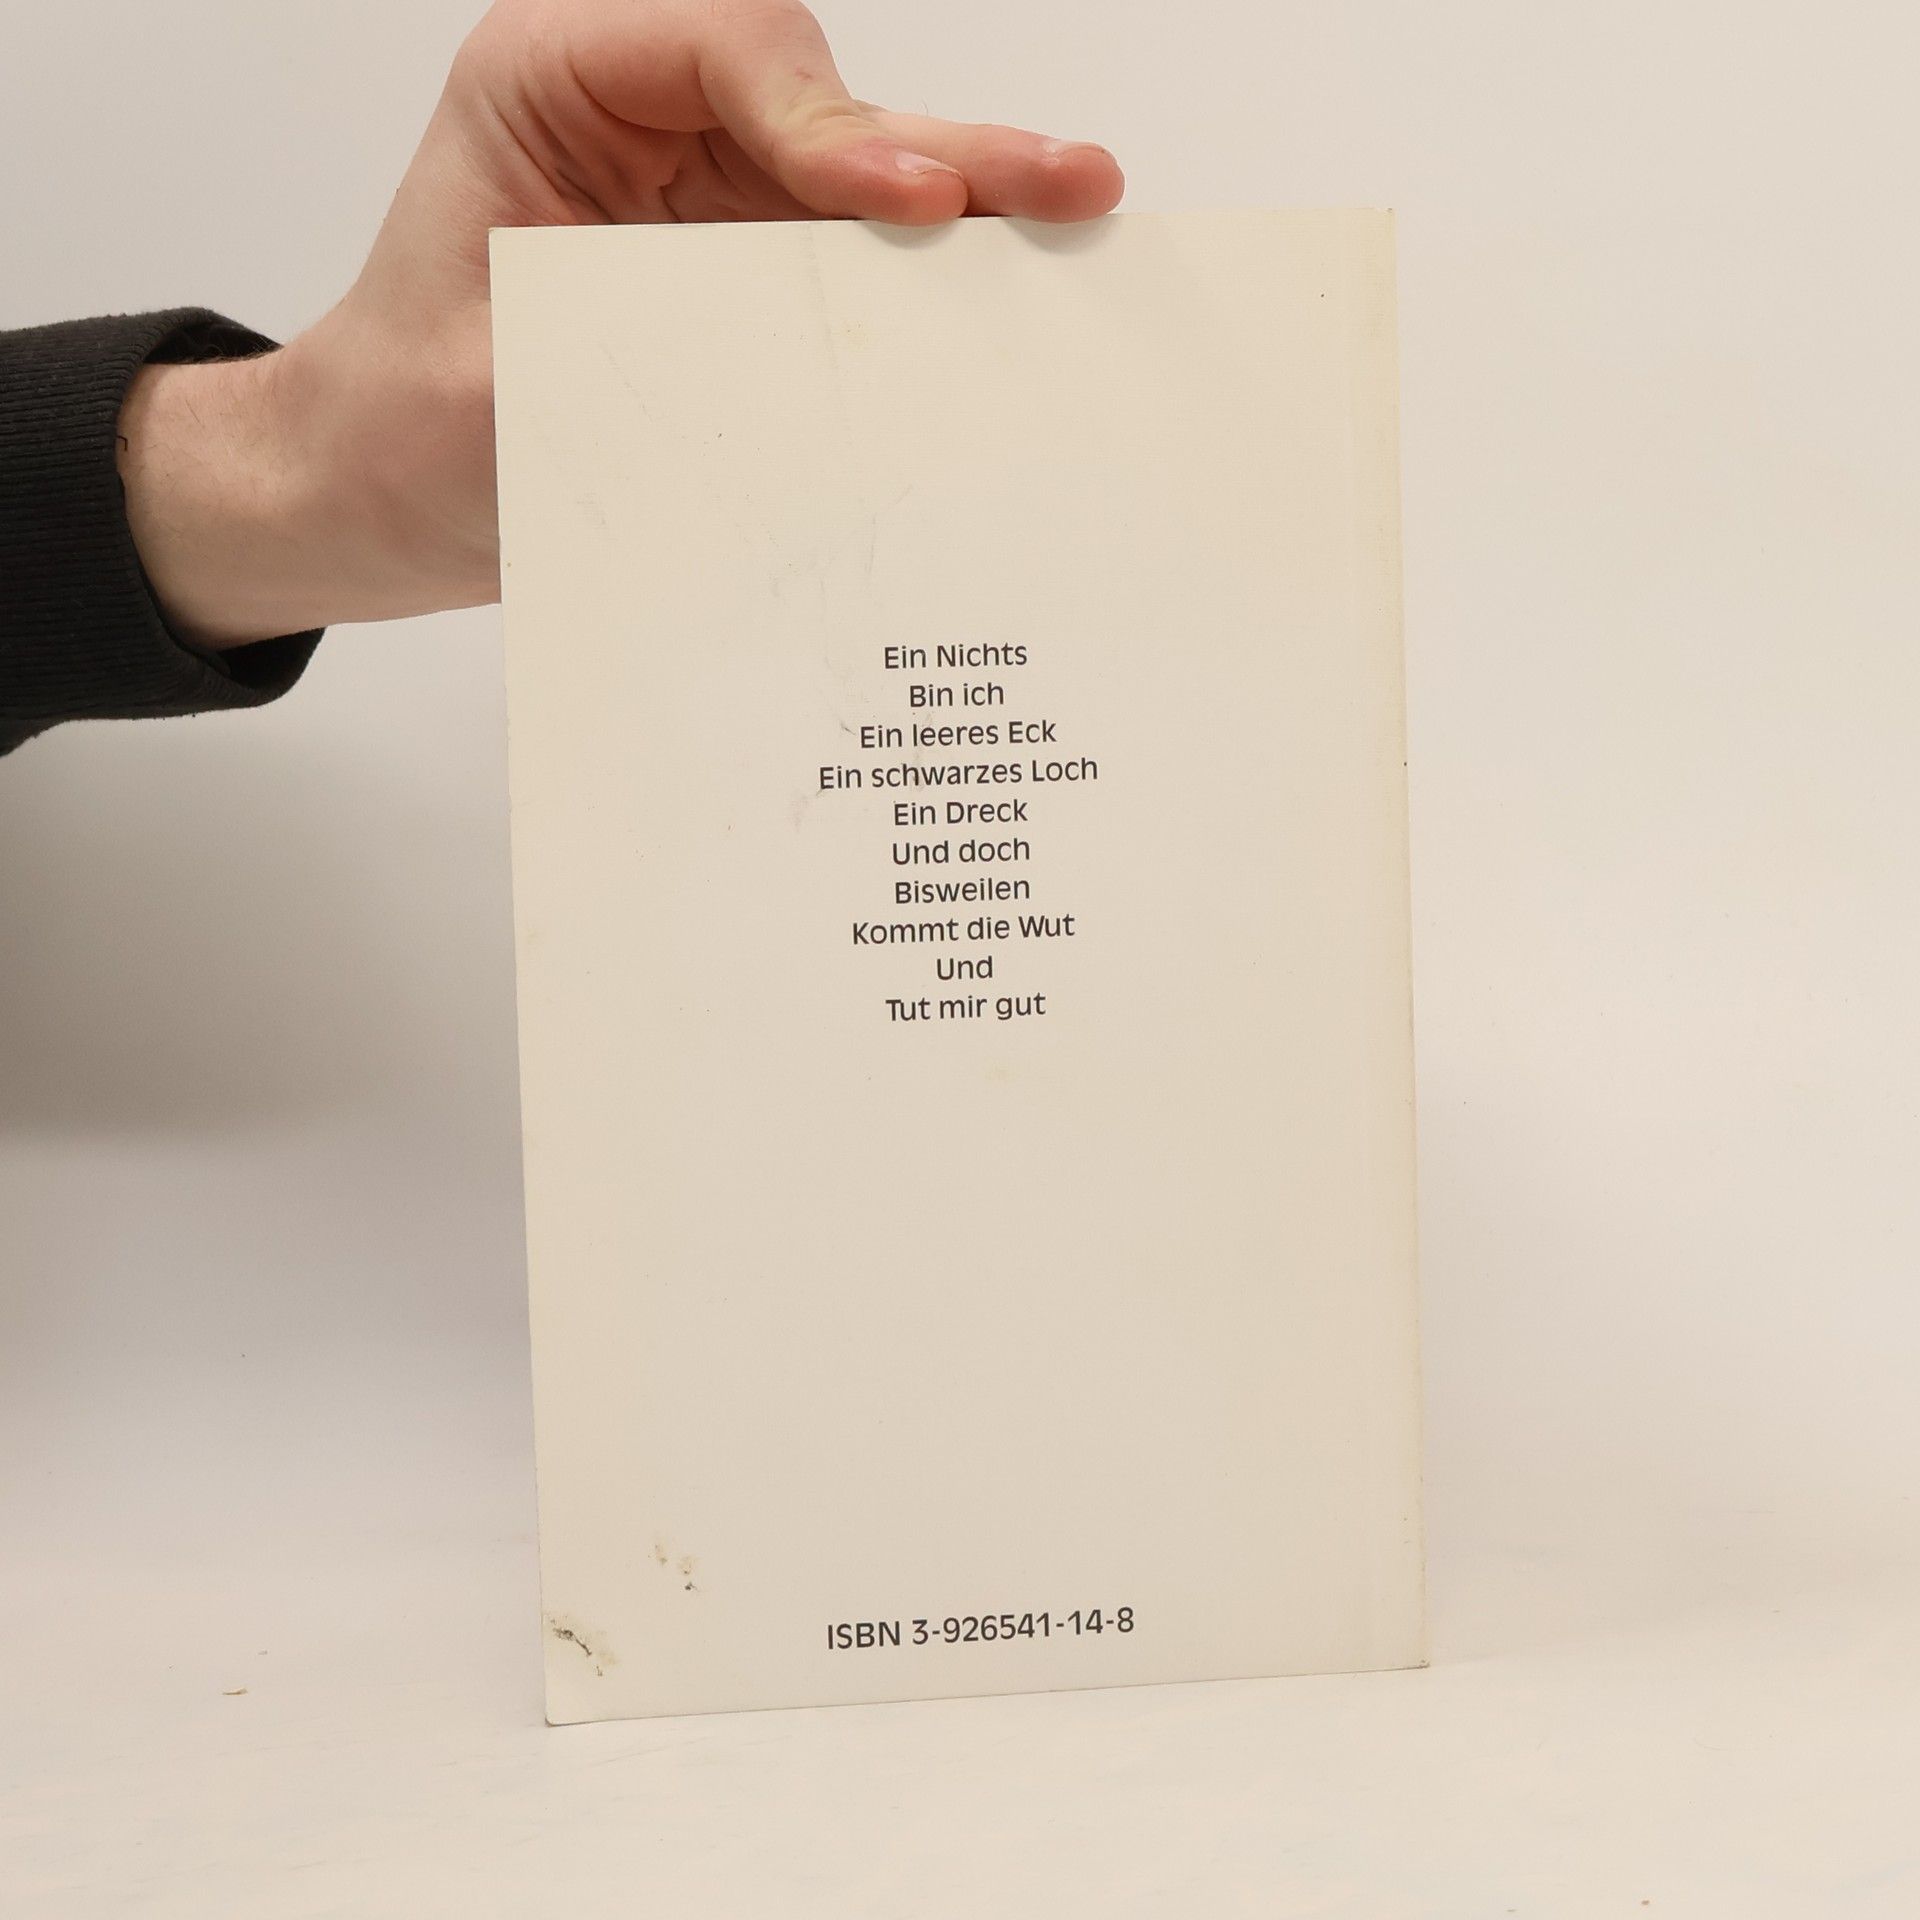 Ein Nichts
Bin ich
Ein leeres Eck
Ein schwarzes Loch
Ein Dreck
Und doch
Bisweilen
Kommt die Wut
Und
Tut mir gut
ISBN 3-926541-14-8